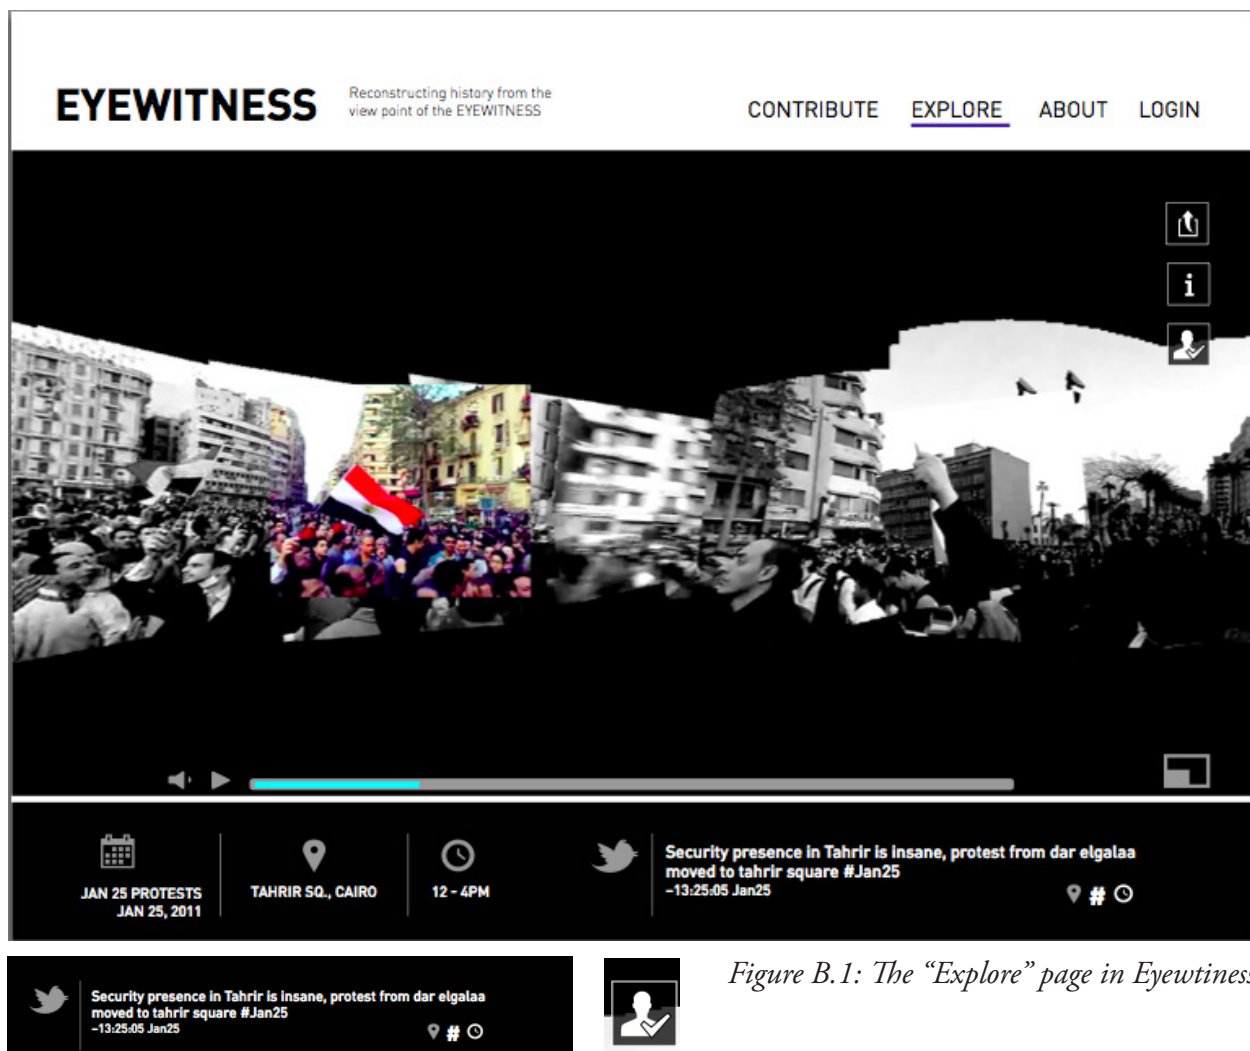 EYEWITNESS
Reconstructing history from the
view point of the EYEWITNESS
CONTRIBUTE EXPLORE ABOUT LOGIN
i
JAN 25 PROTESTS
JAN 25, 2011
TAHRIR SQ., CAIRO
12 – 4PM
Security presence in Tahrir is insane, protest from dar elgalaa
moved to tahrir square #Jan25
–13:25:05 Jan25
#
Security presence in Tahrir is insane, protest from dar elgalaa
moved to tahrir square #Jan25
–13:25:05 Jan25
#
Figure B.1: The “Explore” page in Eyewtiness